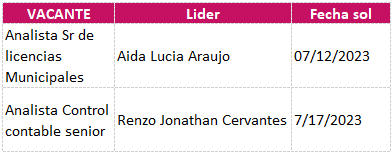 VACANTE Lider Fecha sol
Analista Sr de
licencias
Municipales
Aida Lucia Araujo 07/12/2023
Analista Control
contable senior
Renzo Jonathan Cervantes 7/17/2023